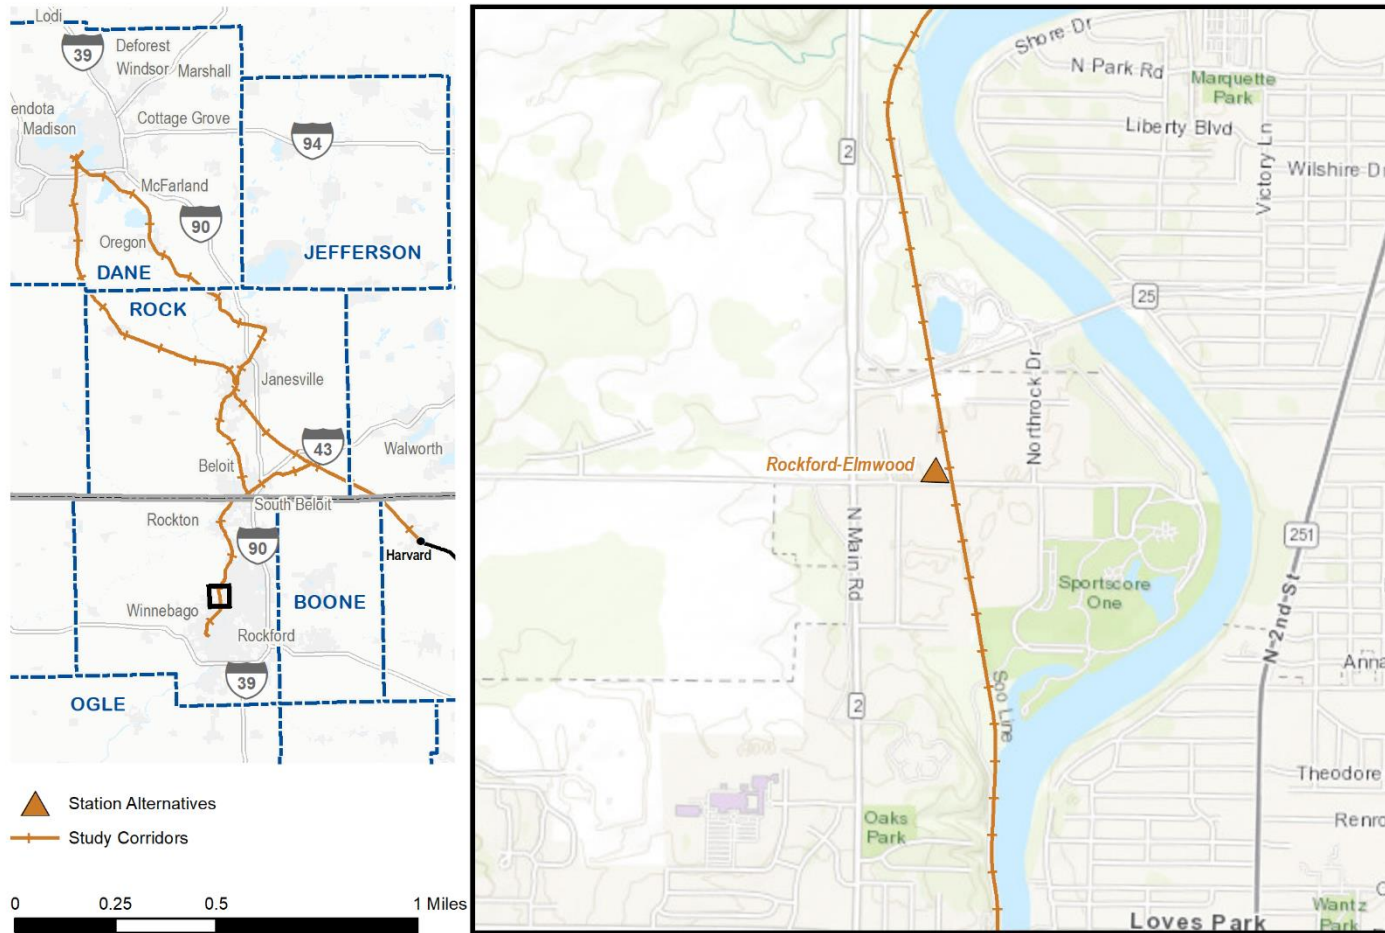 Lodi
39
Deforest
Windsor
Marshall
endota
Madison
Cottage Grove
94
McFarland
90
Oregon
JEFFERSON
DANE
ROCK
Janesville
43
Walworth
Beloit
South Beloit
Rockton
90
Harvard
BOONE
Winnebago
Rockford
39
OGLE
Station Alternatives
Study Corridors
0 0.25 0.5 1 Miles
Shore Dr
N Park Rd
Marquette
Park
Liberty Blvd
Victory Ln
Wilshire Dr
2
25
Northrock Dr
Rockford-Elmwood
N Main Rd
251
Sportscore
One
N 2nd St
Anna
Soo Line
2
Theodore
Oaks
Park
Renro
Wantz
Park
Loves Park